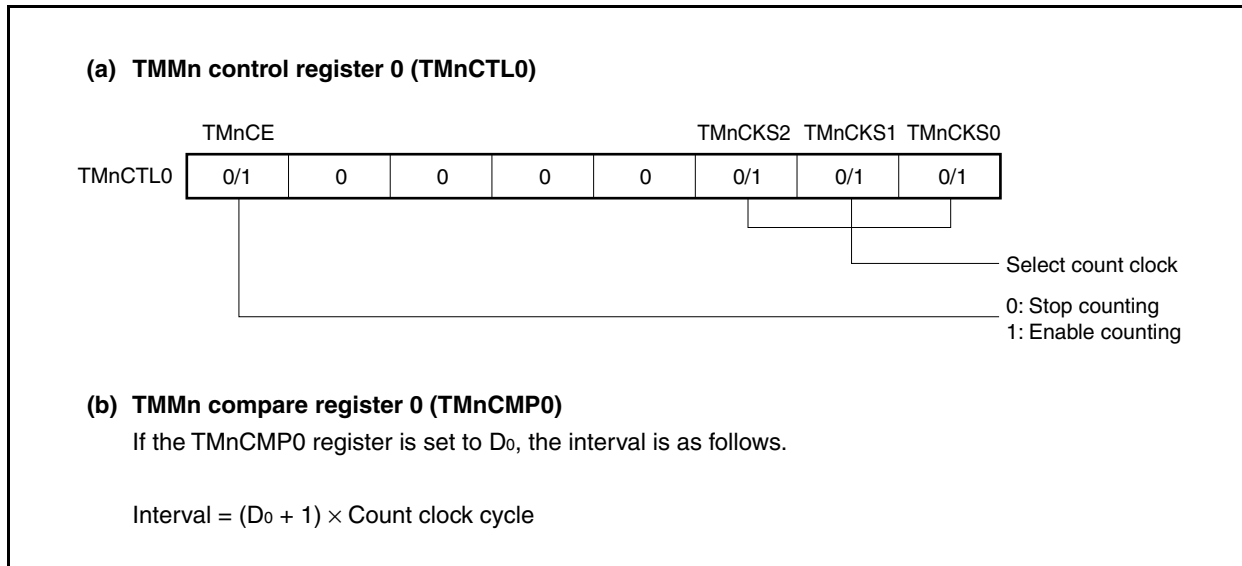 (a) TMMn control register 0 (TMnCTL0)
TMnCE TMnCKS2 TMnCKS1 TMnCKS0
TMnCTL0 0/1 0 0 0 0 0/1 0/1 0/1
Select count clock
0: Stop counting
1: Enable counting
(b) TMMn compare register 0 (TMnCMP0)
If the TMnCMP0 register is set to D₀, the interval is as follows.
Interval = (D₀ + 1) × Count clock cycle